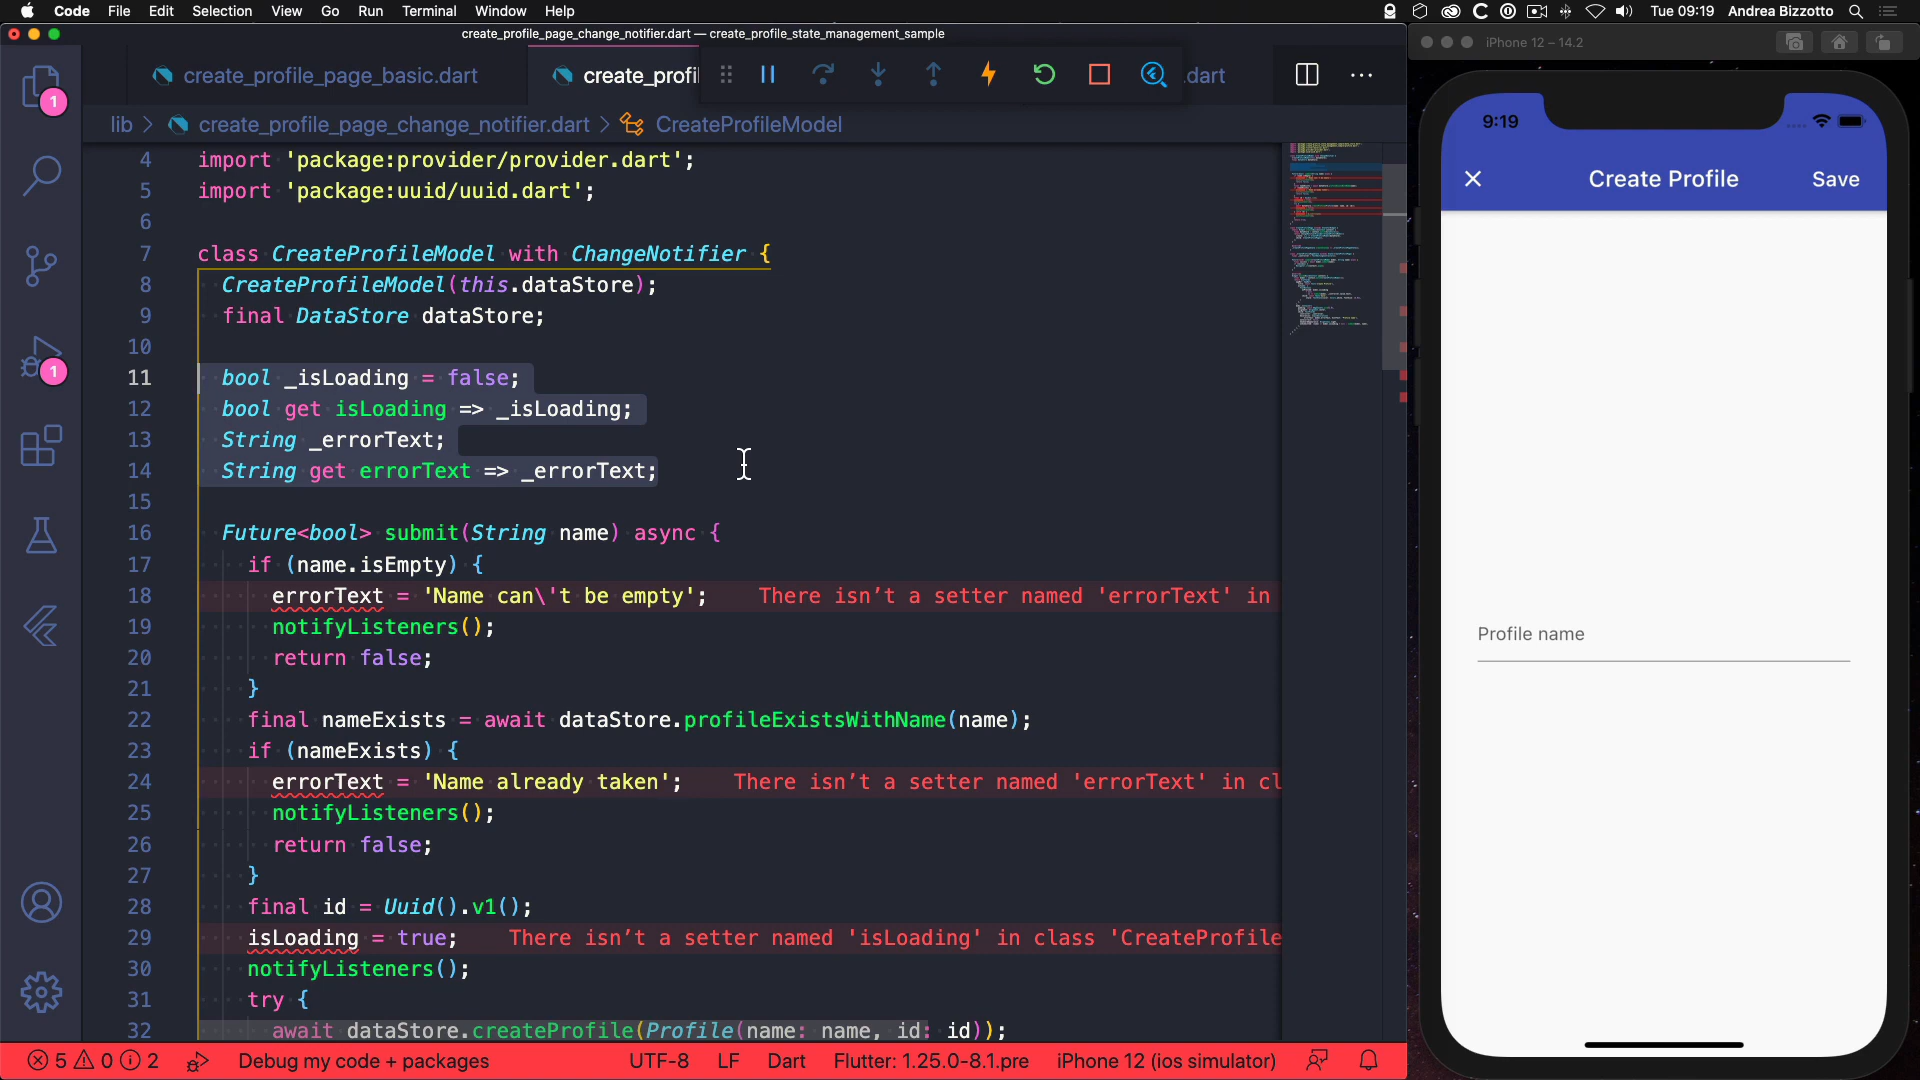 Code File Edit Selection View Go Run Terminal Window Help
Tue 09:19 Andrea Bizzotto
create_profile_page_change_notifier.dart — create_profile_state_management_sample
iPhone 12 – 14.2
create_profile_page_basic.dart
create_profi
.dart
lib > create_profile_page_change_notifier.dart > CreateProfileModel
4 import 'package:provider/provider.dart';
5 import 'package:uuid/uuid.dart';
6
7 class CreateProfileModel with ChangeNotifier {
8 CreateProfileModel(this.dataStore);
9 final DataStore dataStore;
10
11 bool _isLoading = false;
12 bool get isLoading => _isLoading;
13 String _errorText;
14 String get errorText => _errorText;
15
16 Future<bool> submit(String name) async {
17 if (name.isEmpty) {
18 errorText = 'Name can\'t be empty'; There isn't a setter named 'errorText' in
19 notifyListeners();
20 return false;
21 }
22 final nameExists = await dataStore.profileExistsWithName(name);
23 if (nameExists) {
24 errorText = 'Name already taken'; There isn't a setter named 'errorText' in cl
25 notifyListeners();
26 return false;
27 }
28 final id = Uuid().v1();
29 isLoading = true; There isn't a setter named 'isLoading' in class 'CreateProfile
30 notifyListeners();
31 try {
32 await dataStore.createProfile(Profile(name: name, id: id));
1
1
5 0 2 Debug my code + packages UTF-8 LF Dart Flutter: 1.25.0-8.1.pre iPhone 12 (ios simulator)
9:19
Create Profile Save
Profile name